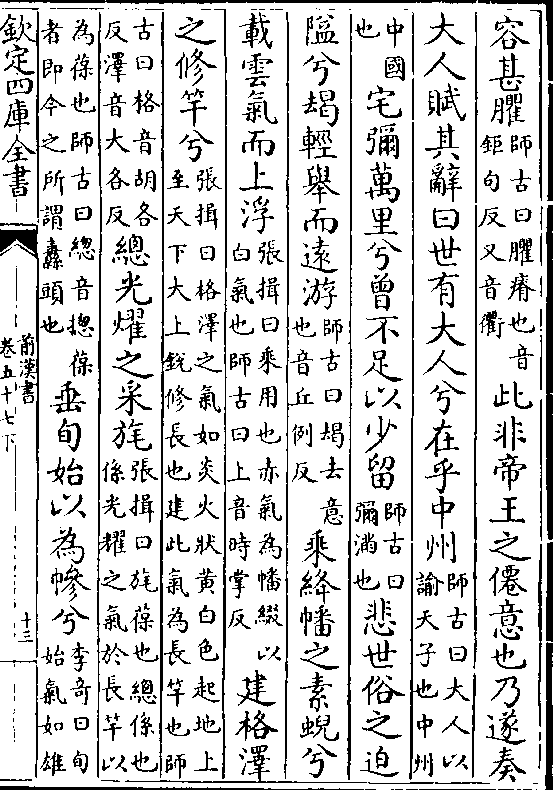 容甚臞師古曰臞瘠也音鉅句反又音衢此非帝王之僊意也乃遂奏
大人賦其辭曰世有大人兮在乎中州師古曰大人以諭天子也中州
中國也宅彌萬里兮曾不足以少留師古曰彌滿也悲世俗之迫
隘兮朅輕舉而遠游師古曰朅去意也音丘例反乘絳幡之素蜺兮
載雲氣而上浮張揖曰乘用也亦氣為幡綴以白氣也師古曰上音時掌反建格澤
之修竿兮張揖曰格澤之氣如炎火狀黃白色起地上至天下大上銳修長也建此氣為長竿也師
古曰格音胡各反澤音大各反總光燿之采旄張揖曰旄葆也總係也係光耀之氣於長竿以
為葆也師古曰總音揔葆者即今之所謂纛頭也垂旬始以為幓兮李奇曰旬始氣如雄
欽定四庫全書
前漢書
卷五十七下
十三